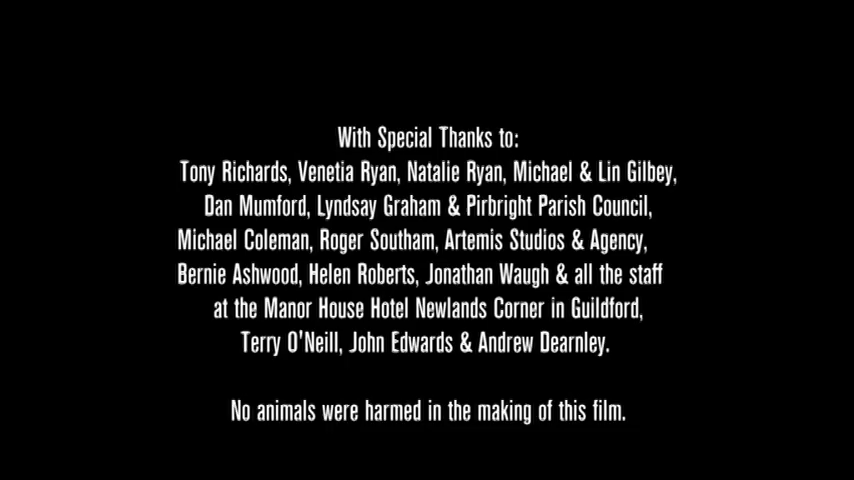 With Special Thanks to:
Tony Richards, Venetia Ryan, Natalie Ryan, Michael & Lin Gilbey,
Dan Mumford, Lyndsay Graham & Pirbright Parish Council,
Michael Coleman, Roger Southam, Artemis Studios & Agency,
Bernie Ashwood, Helen Roberts, Jonathan Waugh & all the staff
at the Manor House Hotel Newlands Corner in Guildford,
Terry O'Neill, John Edwards & Andrew Dearnley.
No animals were harmed in the making of this film.